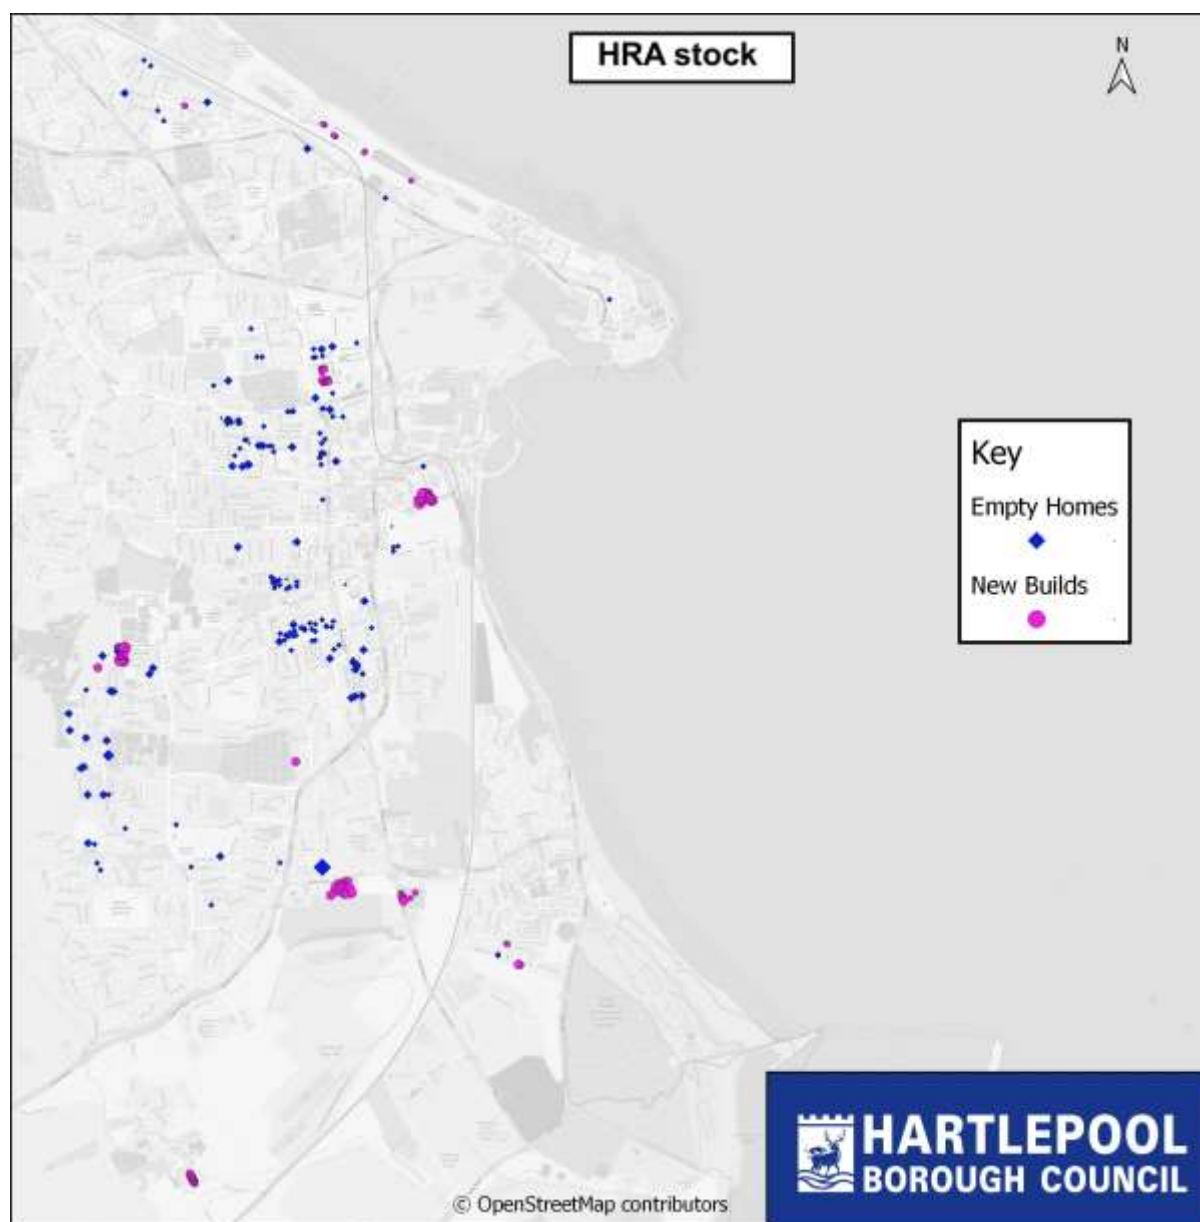 HRA stock
N
Key
Empty Homes
New Builds
HARTLEPOOL
BOROUGH COUNCIL
© OpenStreetMap contributors